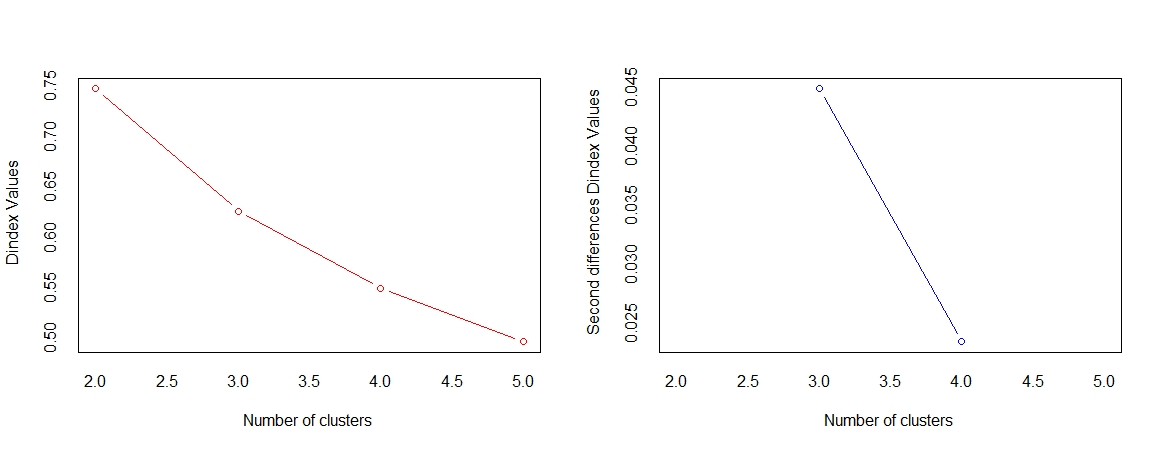 Dindex Values
0.75
0.70
0.65
0.60
0.55
0.50
2.0 2.5 3.0 3.5 4.0 4.5 5.0
Number of clusters
Second differences Dindex Values
0.045
0.040
0.035
0.030
0.025
2.0 2.5 3.0 3.5 4.0 4.5 5.0
Number of clusters